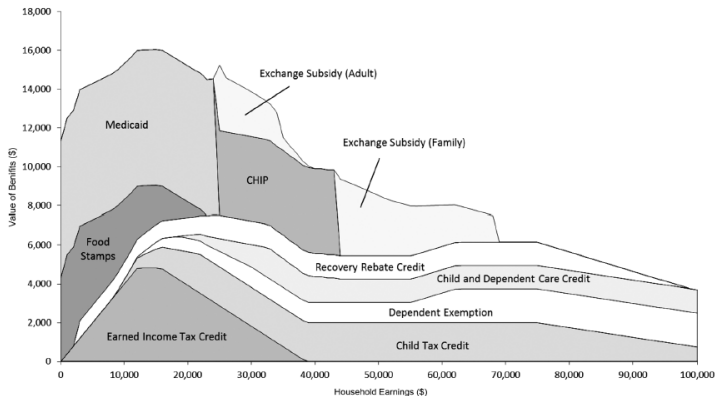 18,000
16,000
14,000
12,000
10,000
8,000
6,000
4,000
2,000
0
Value of Benifits ($)
Exchange Subsidy (Adult)
Medicaid
Exchange Subsidy (Family)
CHIP
Food
Stamps
Recovery Rebate Credit
Child and Dependent Care Credit
Dependent Exemption
Earned Income Tax Credit
Child Tax Credit
0 10,000 20,000 30,000 40,000 50,000 60,000 70,000 80,000 90,000 100,000
Household Earnings ($)